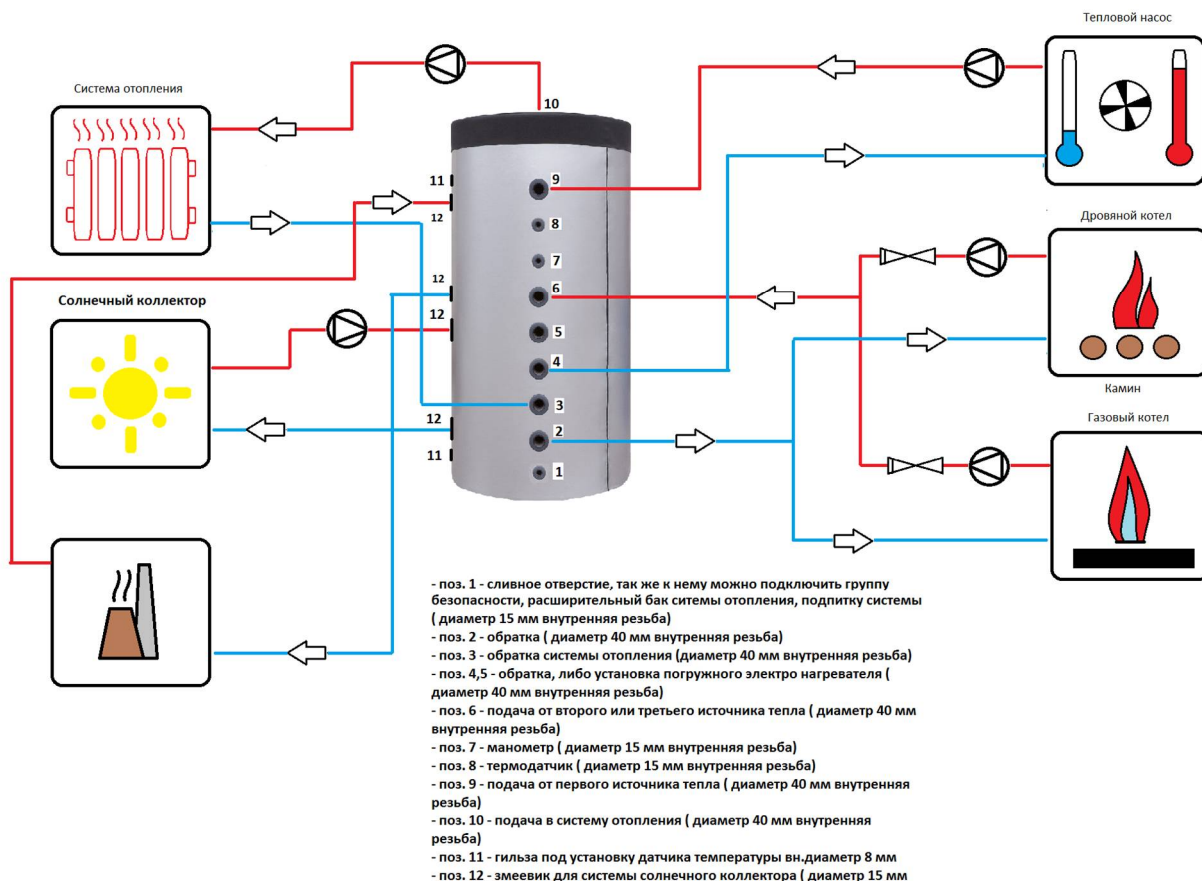 Тепловой насос
10
Система отопления
11
9
12
8
Дровяной котел
7
12
6
Солнечный коллектор
12
5
4
Камин
3
12
Газовый котел
2
11
1
- поз. 1 - сливное отверстие, так же к нему можно подключить группу
безопасности, расширительный бак ситемы отопления, подпитку системы
( диаметр 15 мм внутренняя резьба)
- поз. 2 - обратка ( диаметр 40 мм внутренняя резьба)
- поз. 3 - обратка системы отопления (диаметр 40 мм внутренняя резьба)
- поз. 4,5 - обратка, либо установка погружного электро нагревателя (
диаметр 40 мм внутренняя резьба)
- поз. 6 - подача от второго или третьего источника тепла ( диаметр 40 мм
внутренняя резьба)
- поз. 7 - манометр ( диаметр 15 мм внутренняя резьба)
- поз. 8 - термодатчик ( диаметр 15 мм внутренняя резьба)
- поз. 9 - подача от первого источника тепла ( диаметр 40 мм внутренняя
резьба)
- поз. 10 - подача в систему отопления ( диаметр 40 мм внутренняя
резьба)
- поз. 11 - гильза под установку датчика температуры вн.диаметр 8 мм
- поз. 12 - змеевик для системы солнечного коллектора ( диаметр 15 мм